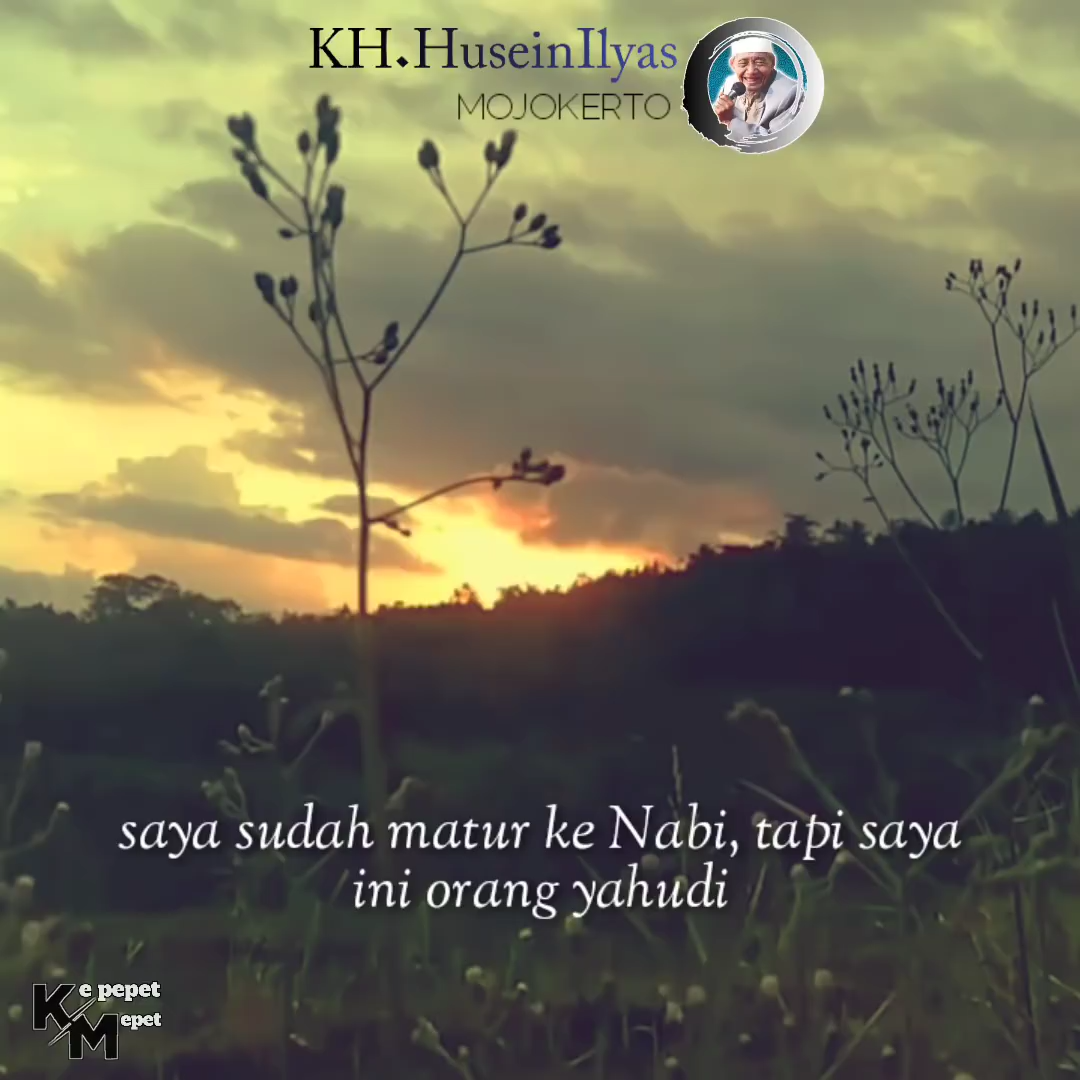 KH.HuseinIlyas
MOJOKERTO
saya sudah matur ke Nabi, tapi saya
ini orang yahudi
Ke pepet
Mepet